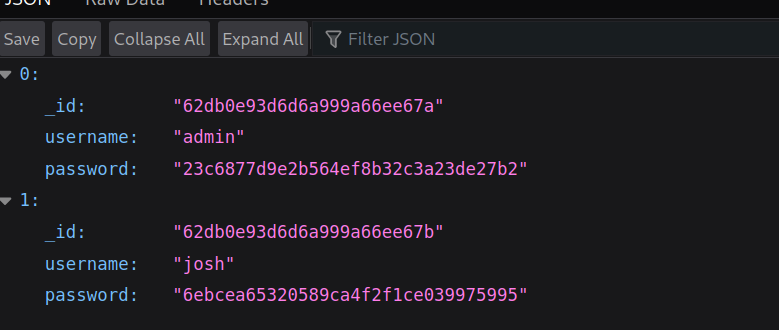 JSON Raw Data Headers
Save Copy Collapse All Expand All Filter JSON
0:
_id: "62db0e93d6d6a999a66ee67a"
username: "admin"
password: "23c6877d9e2b564ef8b32c3a23de27b2"
1:
_id: "62db0e93d6d6a999a66ee67b"
username: "josh"
password: "6ebcea65320589ca4f2f1ce039975995"